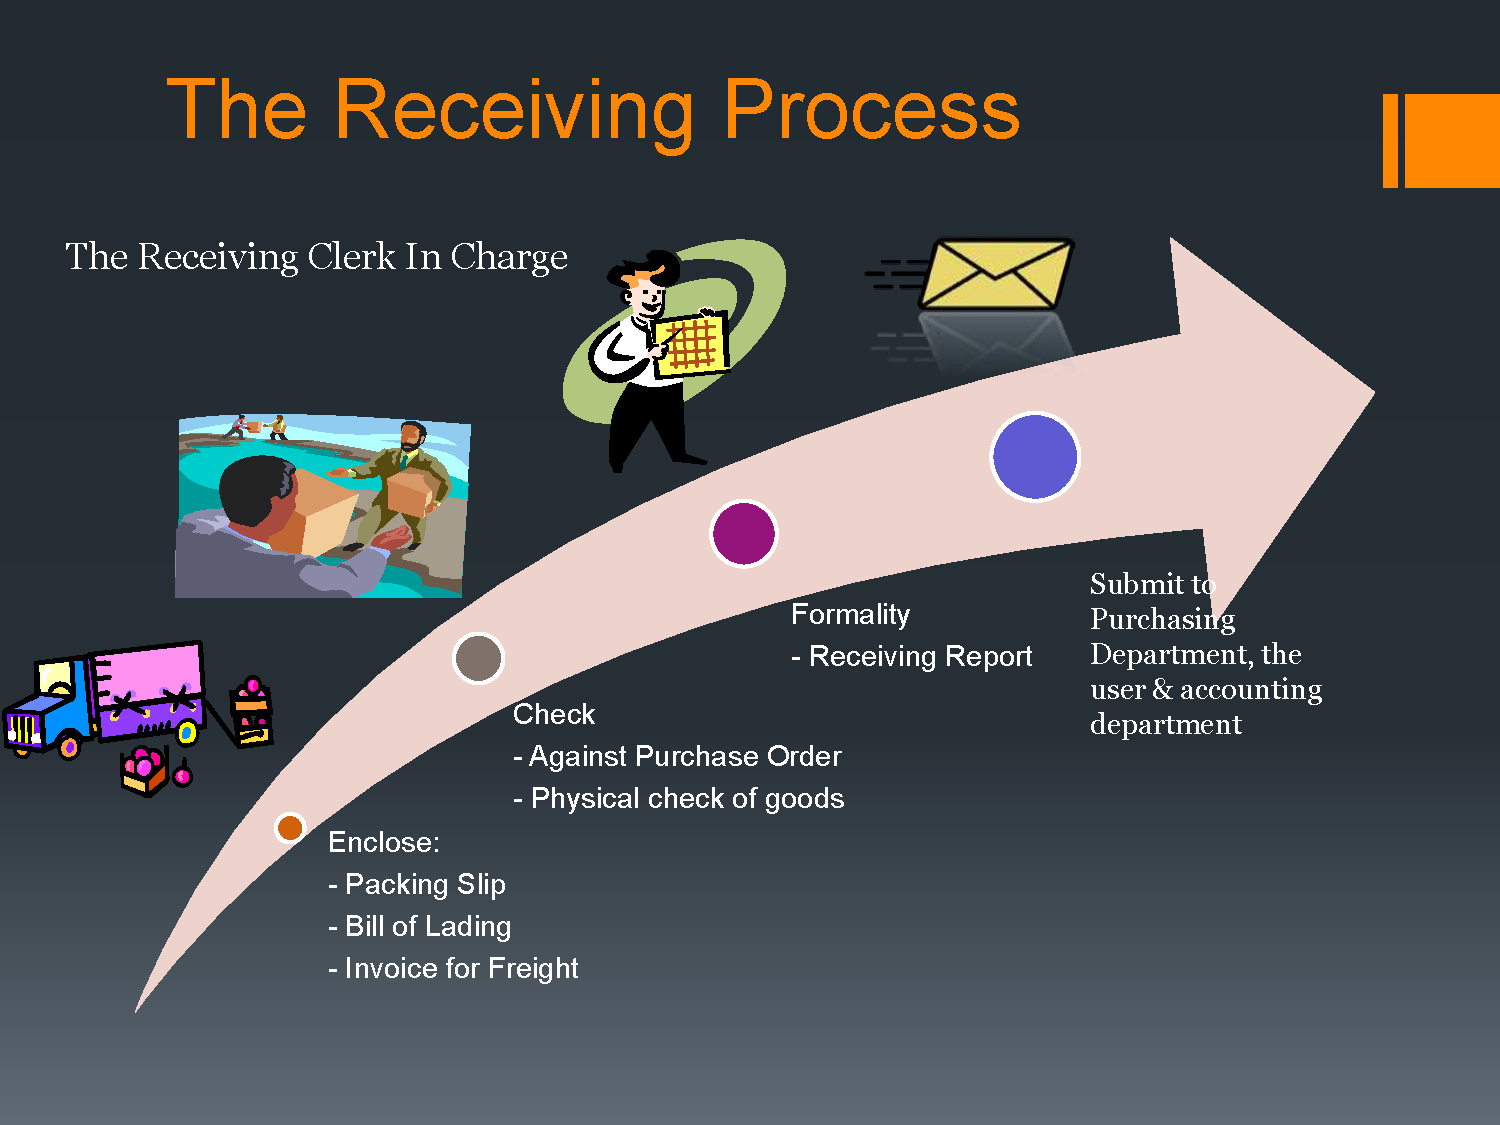 The Receiving Process
The Receiving Clerk In Charge
Enclose:
- Packing Slip
- Bill of Lading
- Invoice for Freight
Check
- Against Purchase Order
- Physical check of goods
Formality
- Receiving Report
Submit to
Purchasing
Department, the
user & accounting
department